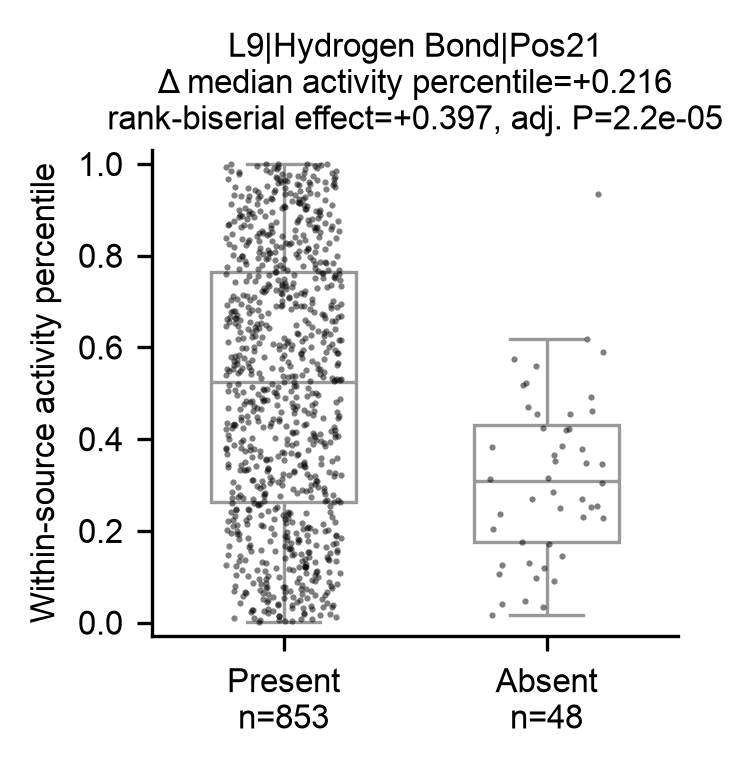 L9|Hydrogen Bond|Pos21
Δ median activity percentile=+0.216
rank-biserial effect=+0.397, adj. P=2.2e-05
Within-source activity percentile
1.0
0.8
0.6
0.4
0.2
0.0
Present
n=853
Absent
n=48